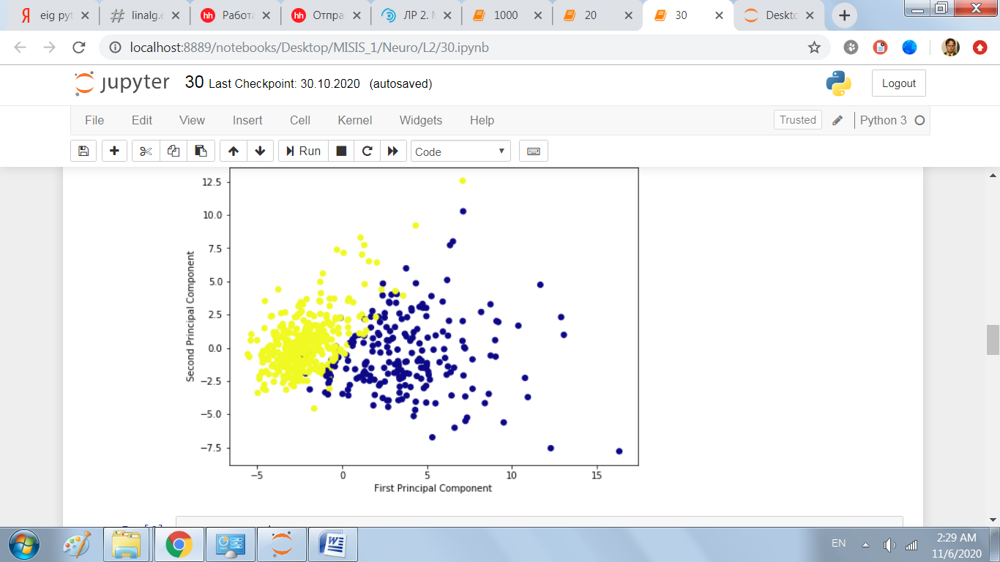 eig pyt
linalg.e
Работа
Отпра
ЛР 2. М
1000
20
30
Deskto
localhost:8889/notebooks/Desktop/MISIS_1/Neuro/L2/30.ipynb
jupyter 30 Last Checkpoint: 30.10.2020 (autosaved)
Logout
File Edit View Insert Cell Kernel Widgets Help
Trusted
Python 3
Run
Code
12.5
10.0
7.5
5.0
2.5
0.0
−2.5
−5.0
−7.5
Second Principal Component
−5 0 5 10 15
First Principal Component
EN
2:29 AM
11/6/2020